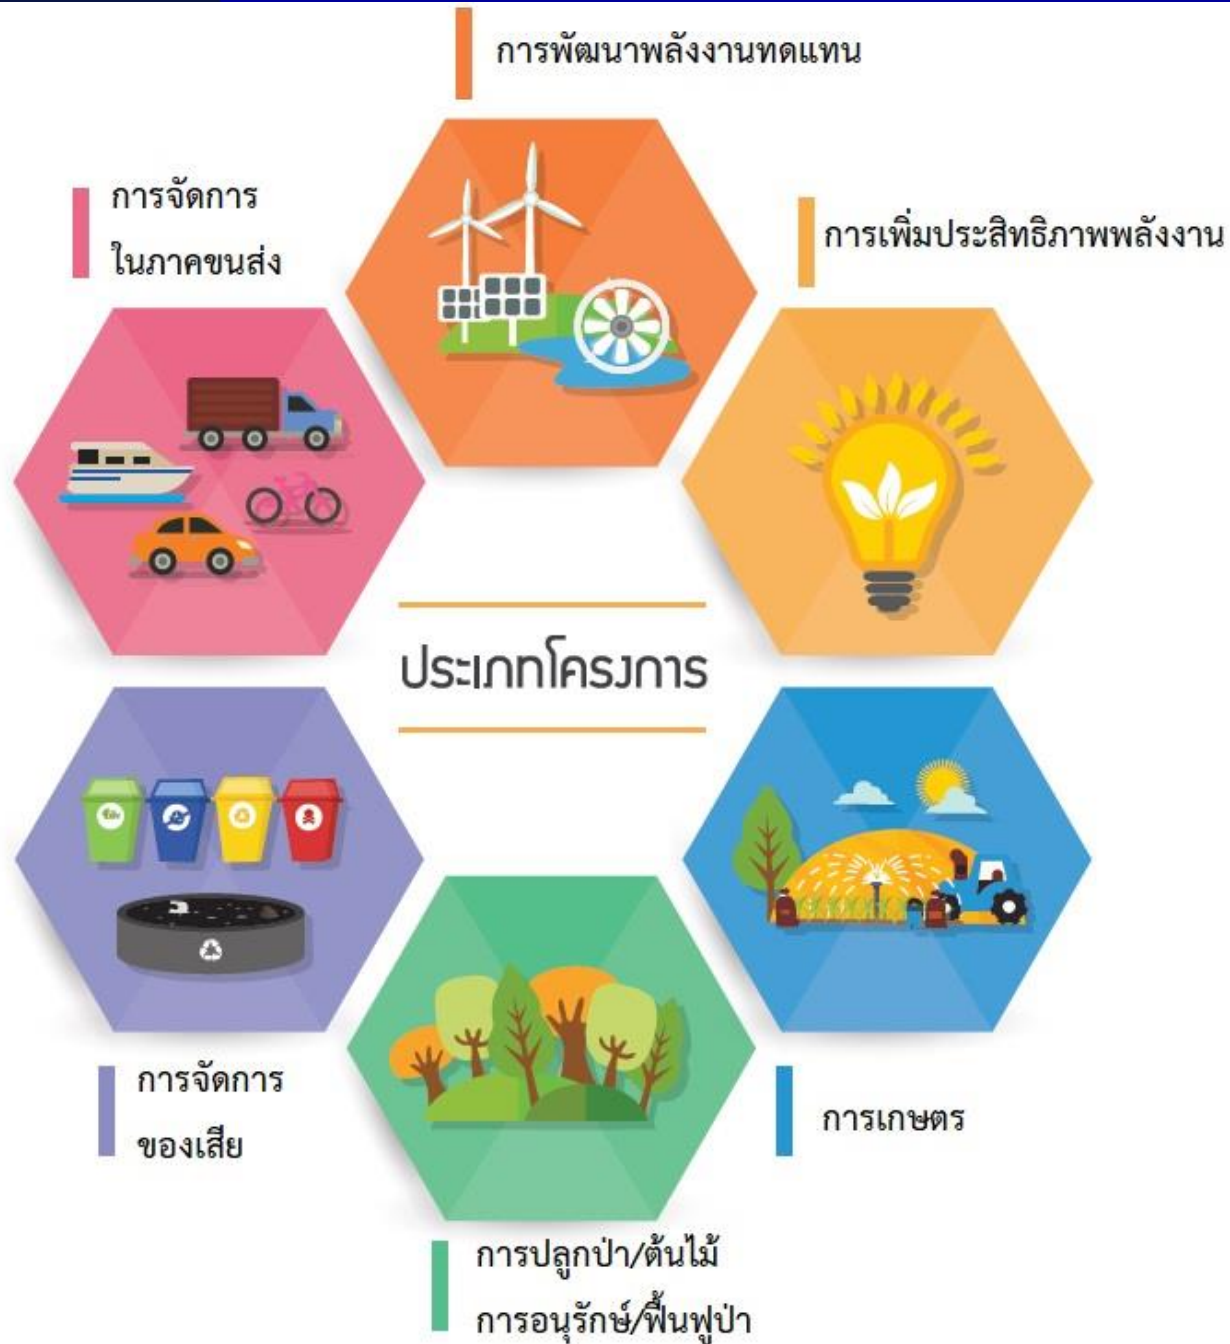 การพัฒนาพลังงานทดแทน
การจัดการ
ในภาคขนส่ง
การเพิ่มประสิทธิภาพพลังงาน
ประเภทโครงการ
การจัดการ
ของเสีย
การเกษตร
การปลูกป่า/ต้นไม้
การอนุรักษ์/ฟื้นฟูป่า